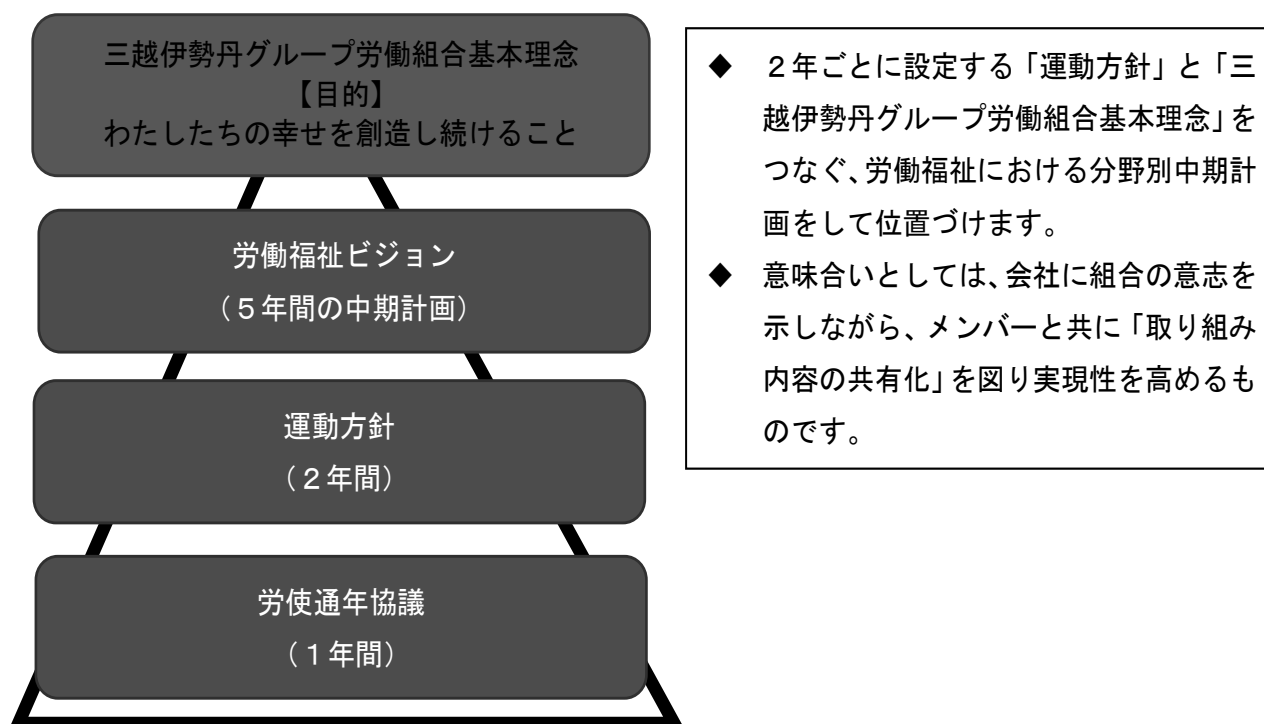 三越伊勢丹グループ労働組合基本理念
【目的】
わたしたちの幸せを創造し続けること
労働福祉ビジョン
（５年間の中期計画）
運動方針
（２年間）
労使通年協議
（１年間）
◆ ２年ごとに設定する「運動方針」と「三
越伊勢丹グループ労働組合基本理念」を
つなぐ、労働福祉における分野別中期計
画をして位置づけます。
◆ 意味合いとしては、会社に組合の意志を
示しながら、メンバーと共に「取り組み
内容の共有化」を図り実現性を高めるも
のです。